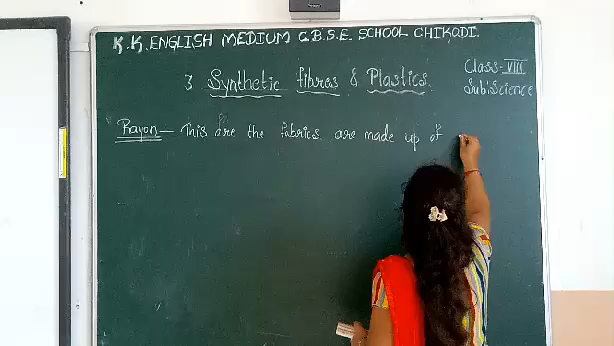 K.K. ENGLISH MEDIUM C.B.S.E. SCHOOL CHIKODI.
Class:- VIII
3 Synthetic fibres & Plastics.
Sub:Science
Rayon — This are the fabrics are made up of